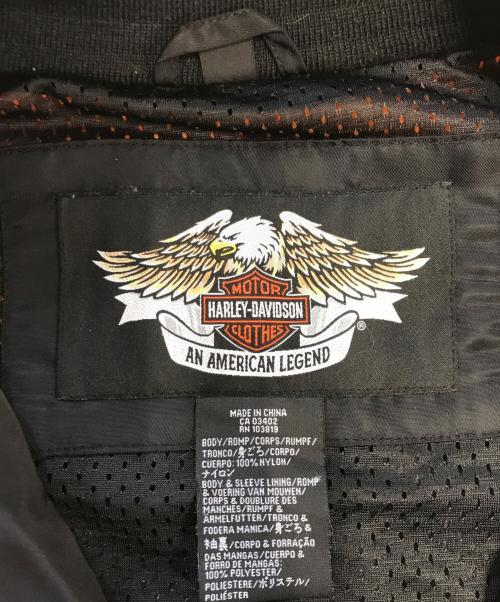 MOTOR
HARLEY-DAVIDSON
CLOTHES
®
AN AMERICAN LEGEND
MADE IN CHINA
CA 03402
RN 103819
BODY/ROMP/CORPS/RUMPF/
TRONCO/身ごろ/CORPO/
CUERPO: 100% NYLON/
ナイロン
BODY & SLEEVE LINING/ROMP
& VOERING VAN MOUWEN/
CORPS & DOUBLURE DES
MANCHES/RUMPF &
ÄRMELFUTTER/TRONCO &
FODERA MANICA/身ごろ &
袖裏/CORPO & FORRAÇÃO
DAS MANGAS/CUERPO &
FORRO DE MANGAS:
100% POLYESTER/
POLIESTERE/ポリステル/
POLIÉSTER